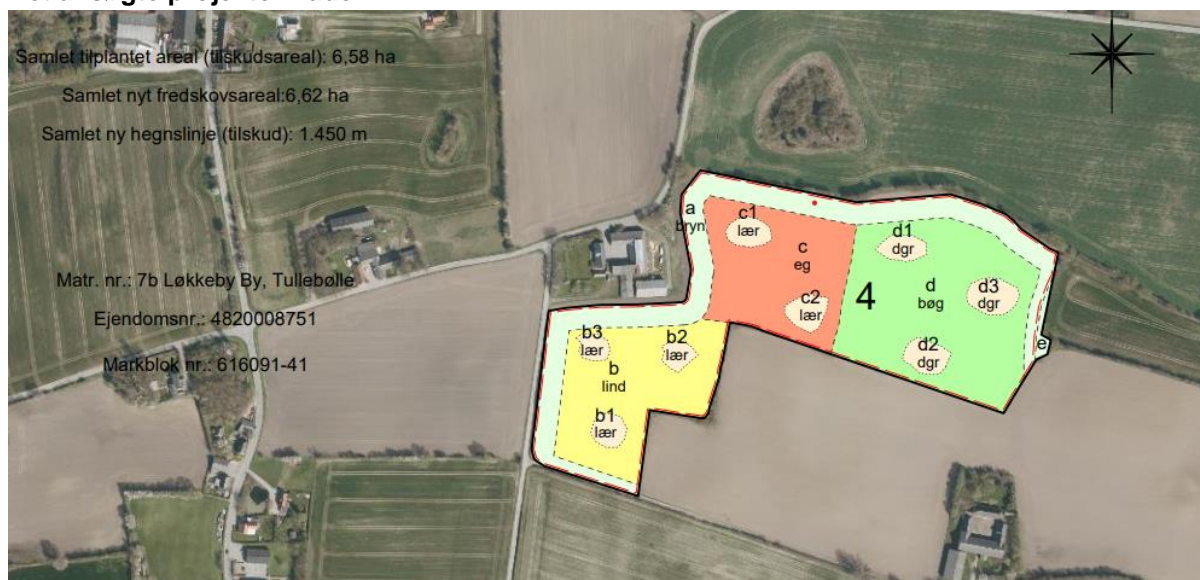 Samlet tilplantet areal (tilskudsareal): 6,58 ha
Samlet nyt fredskovsareal:6,62 ha
Samlet ny hegnslinje (tilskud): 1.450 m
Matr. nr.: 7b Løkkeby By, Tullebølle
Ejendomsnr.: 4820008751
Markblok nr.: 616091-41
a
bryn
c1
lær
c
eg
c2
lær
d1
dgr
d
bøg
d3
dgr
4
d2
dgr
e
b3
lær
b2
lær
b
lind
b1
lær